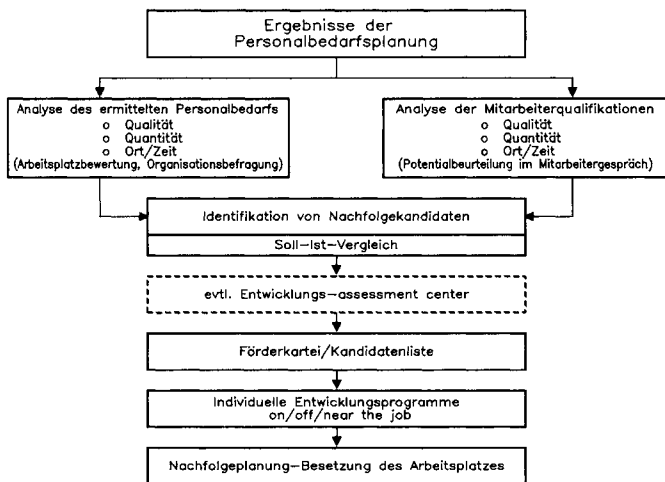 Ergebnisse der
Personalbedarfsplanung
Analyse des ermittelten Personalbedarfs
o Qualität
o Quantität
o Ort/Zeit
(Arbeitsplatzbewertung, Organisationsbefragung)
Analyse der Mitarbeiterqualifikationen
o Qualität
o Quantität
o Ort/Zeit
(Potentialbeurteilung im Mitarbeitergespräch)
Identifikation von Nachfolgekandidaten
Soll-Ist-Vergleich
evtl. Entwicklungs-assessment center
Förderkartei/Kandidatenliste
Individuelle Entwicklungsprogramme
on/off/near the job
Nachfolgeplanung-Besetzung des Arbeitsplatzes